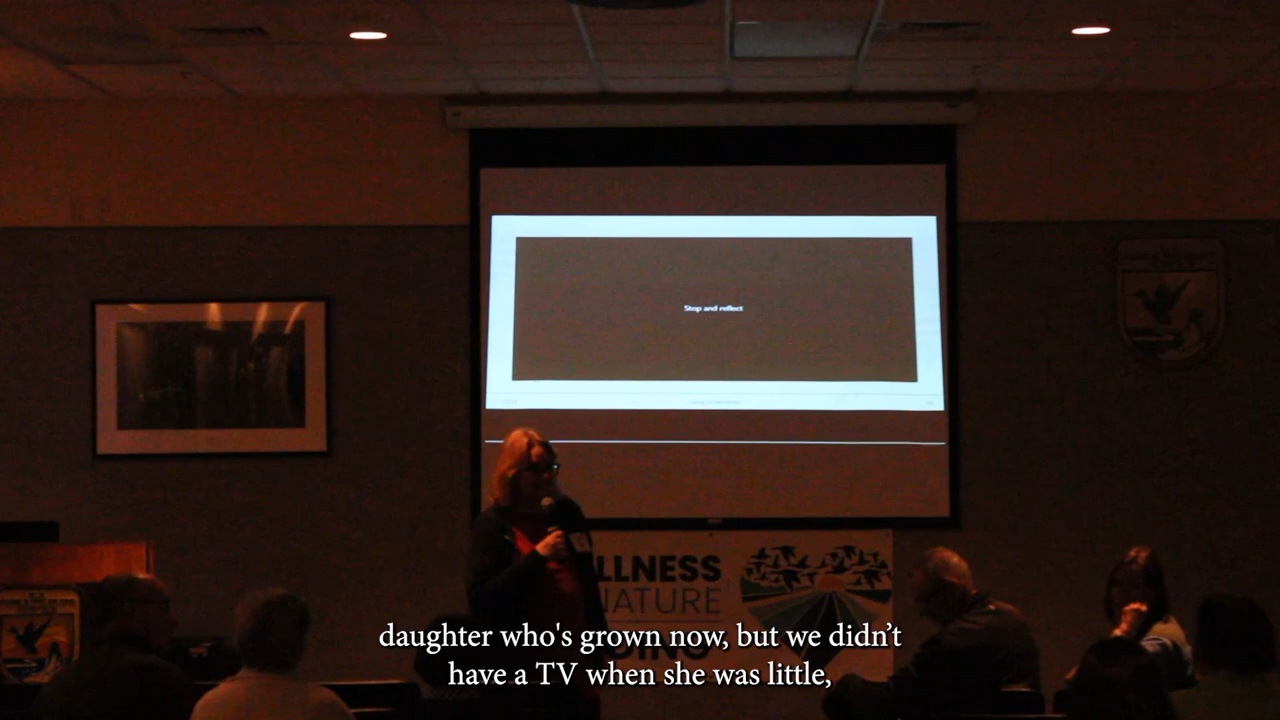 Stop and reflect
LLNESS
NATURE
daughter who's grown now, but we didn’t
have a TV when she was little,